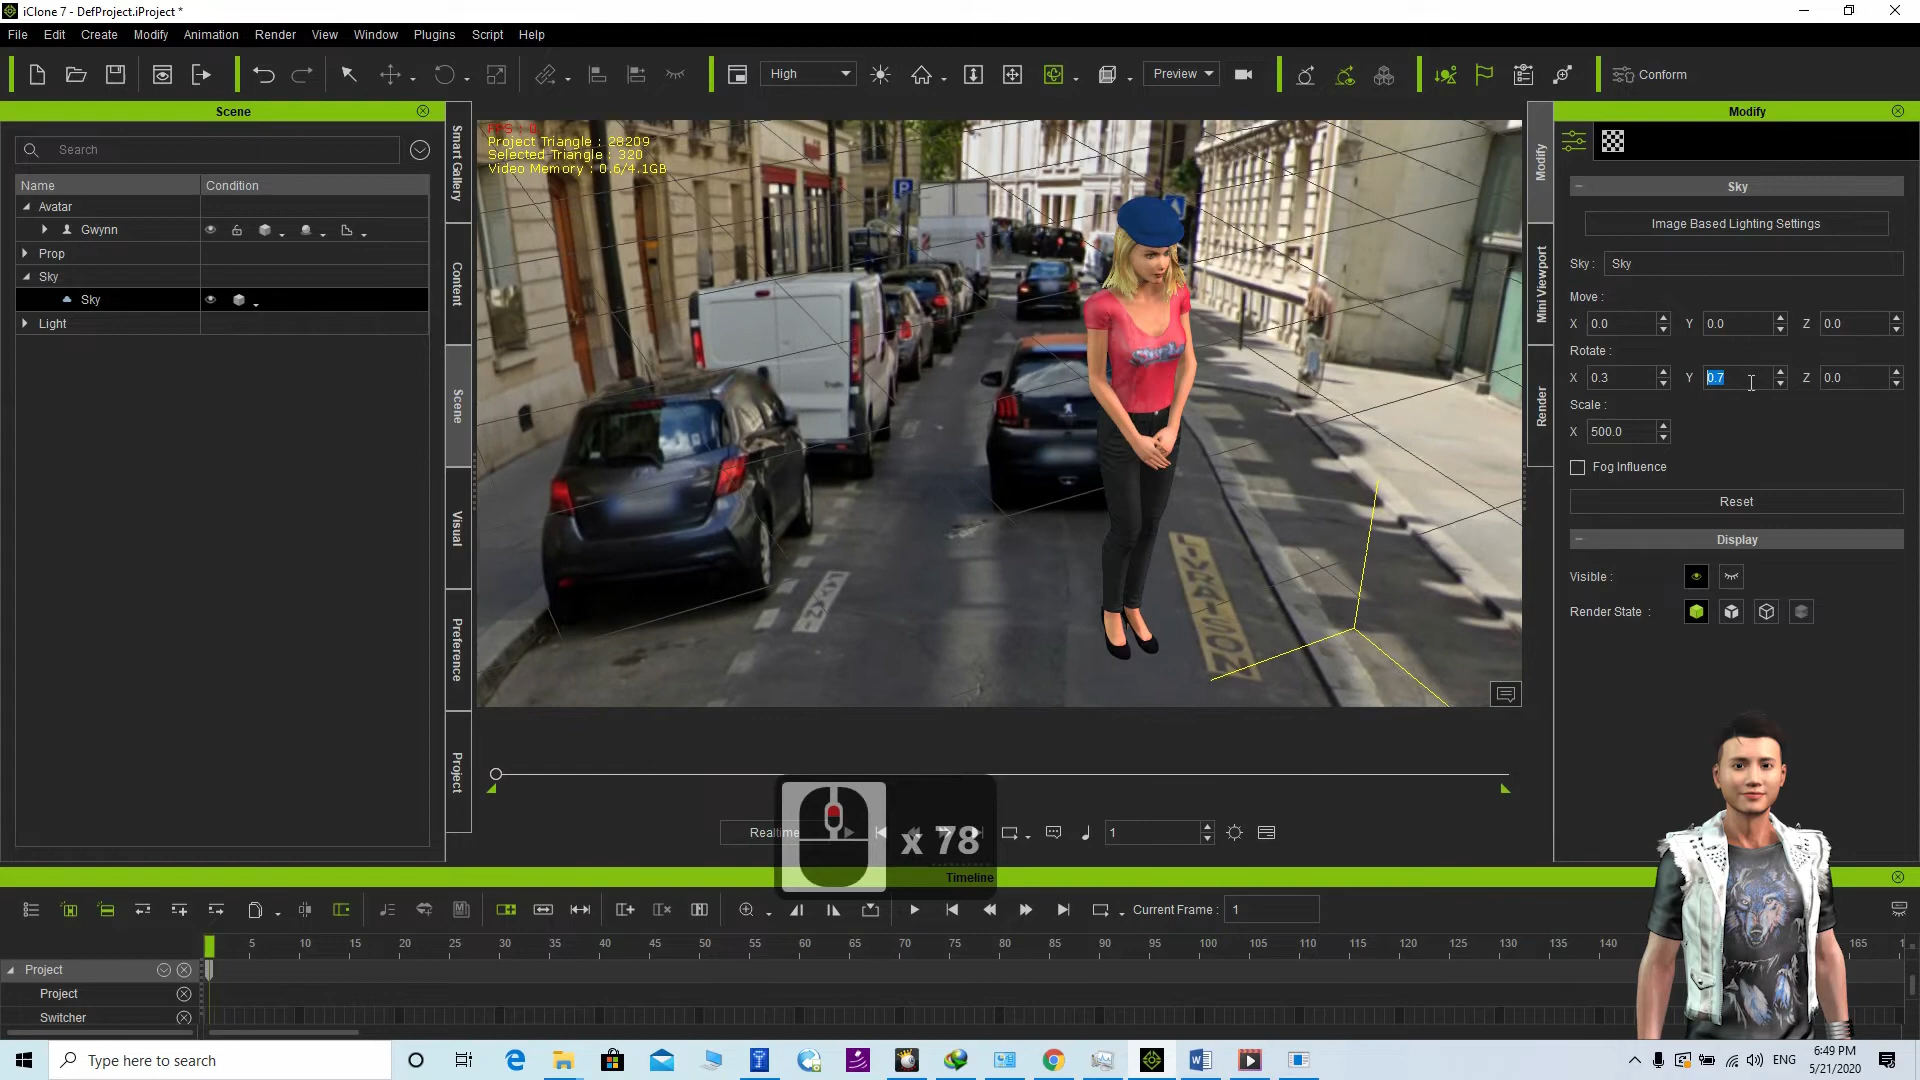 iClone 7 - DefProject.iProject *
File Edit Create Modify Animation Render View Window Plugins Script Help
High
Preview
Conform
Scene
Search
Name Condition
Avatar
Gwynn
Prop
Sky
Sky
Light
Smart Gallery
Content
Scene
Visual
Preference
Project
FPS : 0
Project Triangle : 28209
Selected Triangle : 320
Video Memory : 0.6/4.1GB
P
LIVRAISON
Modify
Mini Viewport
Render
Modify
Sky
Image Based Lighting Settings
Sky : Sky
Move :
X 0.0 Y 0.0 Z 0.0
Rotate :
X 0.3 Y 0.7 Z 0.0
Scale :
X 500.0
Fog Influence
Reset
Display
Visible :
Render State :
Realtime
x 78
1
Timeline
Current Frame : 1
5 10 15 20 25 30 35 40 45 50 55 60 65 70 75 80 85 90 95 100 105 110 115 120 125 130 135 140 165
Project
Project
Switcher
Type here to search
ENG
6:49 PM
5/21/2020